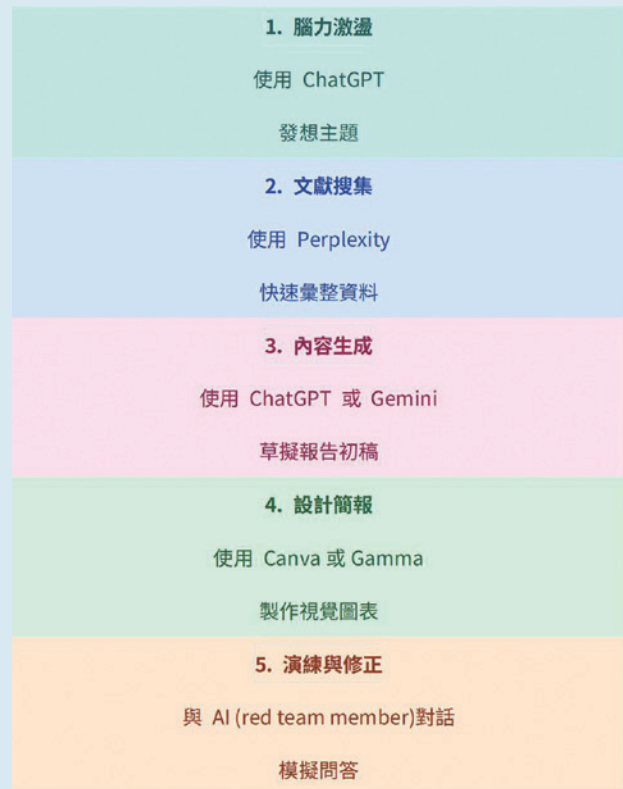 1. 腦力激盪
使用 ChatGPT
發想主題
2. 文獻搜集
使用 Perplexity
快速彙整資料
3. 內容生成
使用 ChatGPT 或 Gemini
草擬報告初稿
4. 設計簡報
使用 Canva 或 Gamma
製作視覺圖表
5. 演練與修正
與 AI (red team member)對話
模擬問答